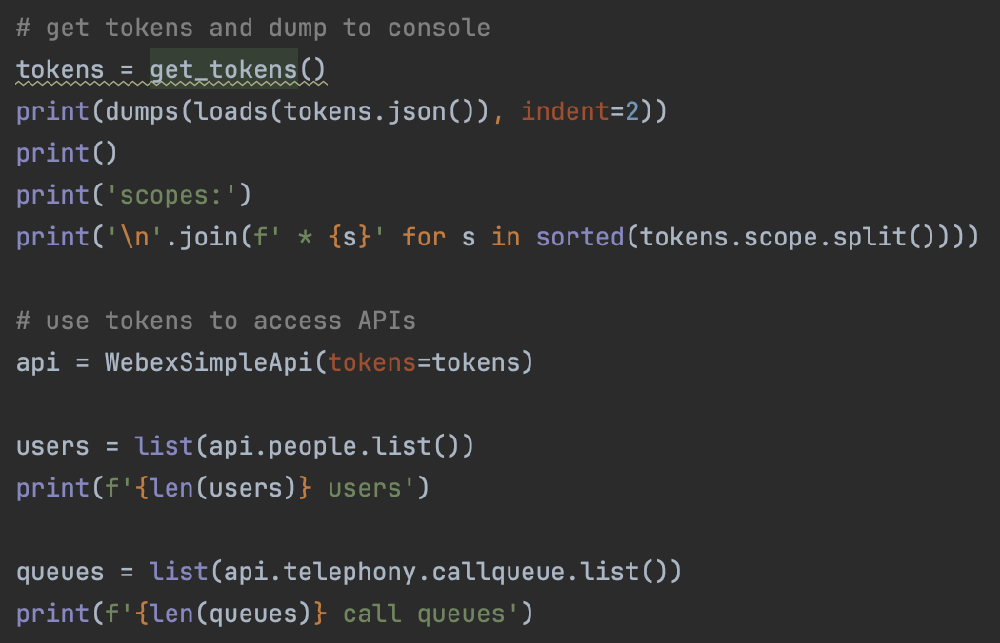 # get tokens and dump to console
tokens = get_tokens()
print(dumps(loads(tokens.json()), indent=2))
print()
print('scopes:')
print('\n'.join(f' * {s}' for s in sorted(tokens.scope.split())))
# use tokens to access APIs
api = WebexSimpleApi(tokens=tokens)
users = list(api.people.list())
print(f'{len(users)} users')
queues = list(api.telephony.callqueue.list())
print(f'{len(queues)} call queues')